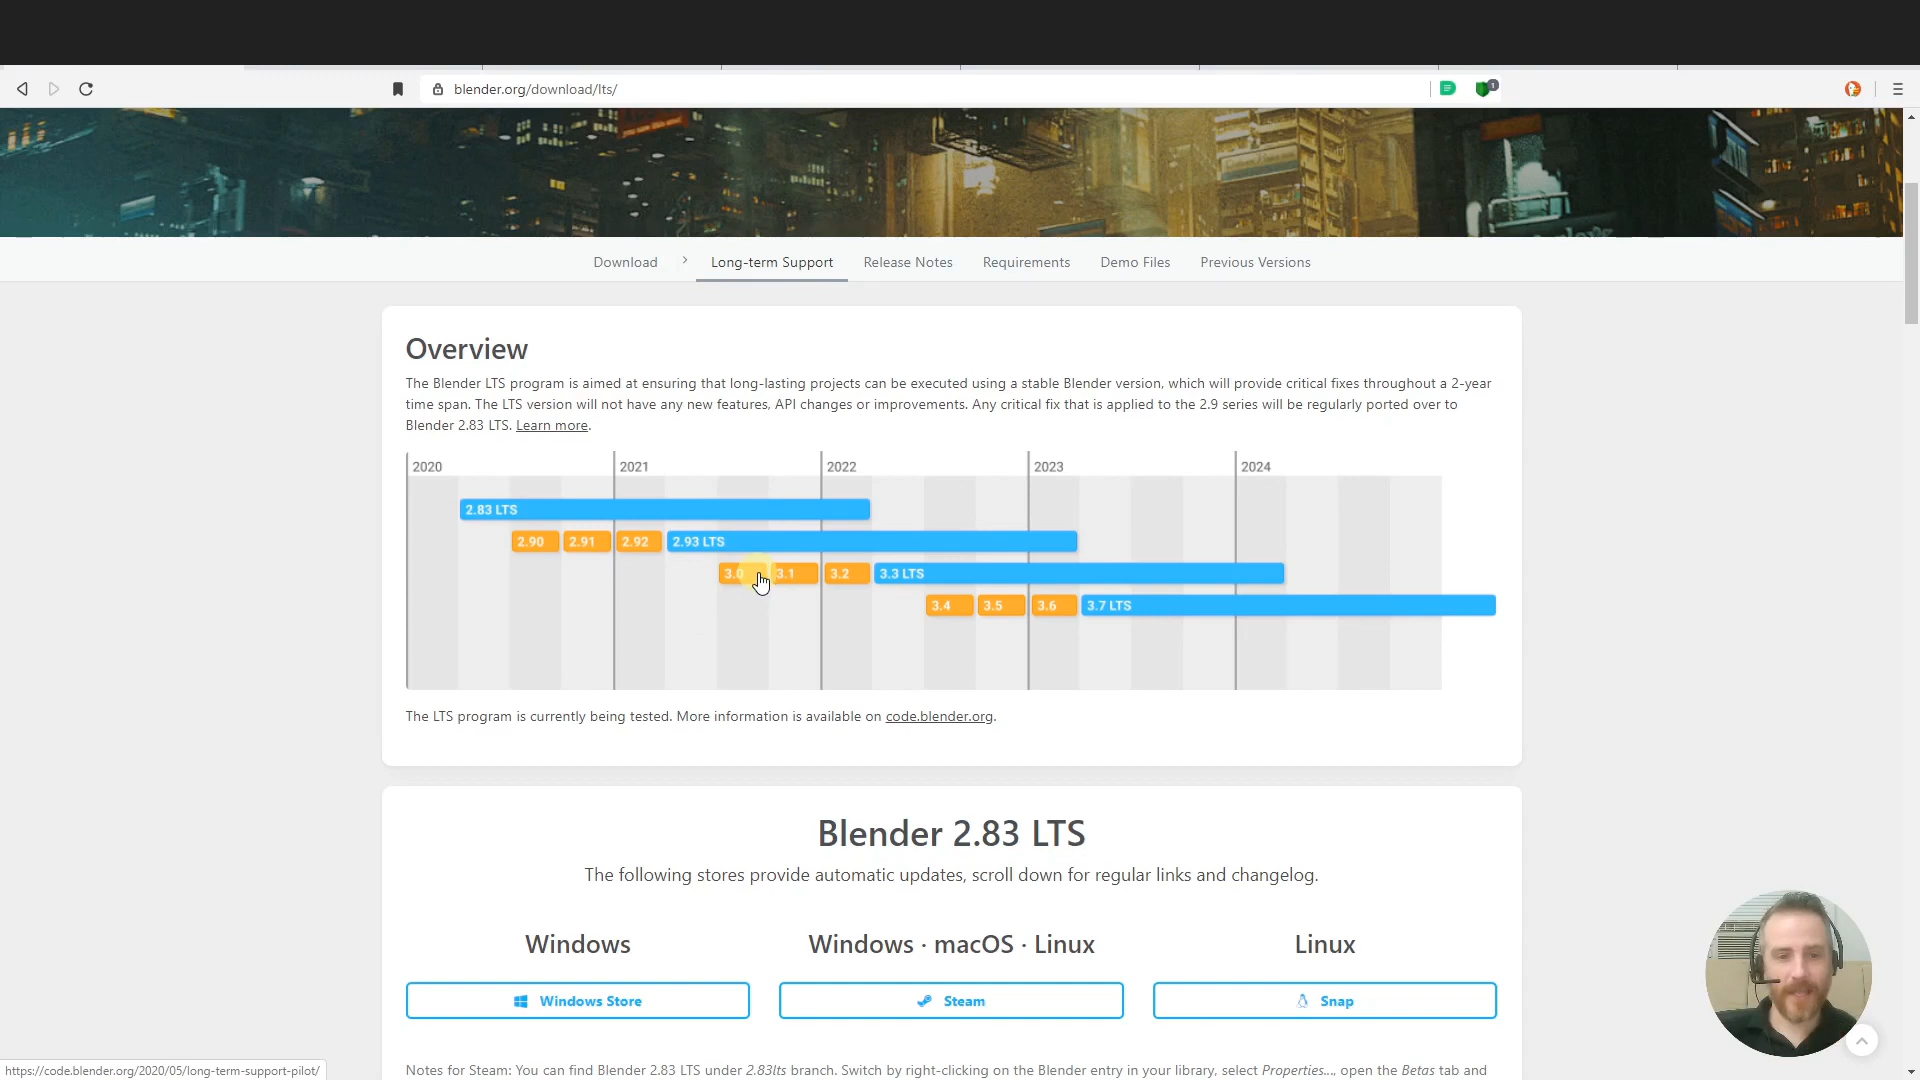 blender.org/download/lts/
1
Download > Long-term Support Release Notes Requirements Demo Files Previous Versions
Overview
The Blender LTS program is aimed at ensuring that long-lasting projects can be executed using a stable Blender version, which will provide critical fixes throughout a 2-year
time span. The LTS version will not have any new features, API changes or improvements. Any critical fix that is applied to the 2.9 series will be regularly ported over to
Blender 2.83 LTS. Learn more.
2020 2021 2022 2023 2024
2.83 LTS
2.90 2.91 2.92 2.93 LTS
3.0 3.1 3.2 3.3 LTS
3.4 3.5 3.6 3.7 LTS
The LTS program is currently being tested. More information is available on code.blender.org.
Blender 2.83 LTS
The following stores provide automatic updates, scroll down for regular links and changelog.
Windows Windows · macOS · Linux Linux
Windows Store Steam Snap
Notes for Steam: You can find Blender 2.83 LTS under 2.83lts branch. Switch by right-clicking on the Blender entry in your library, select Properties..., open the Betas tab and
https://code.blender.org/2020/05/long-term-support-pilot/